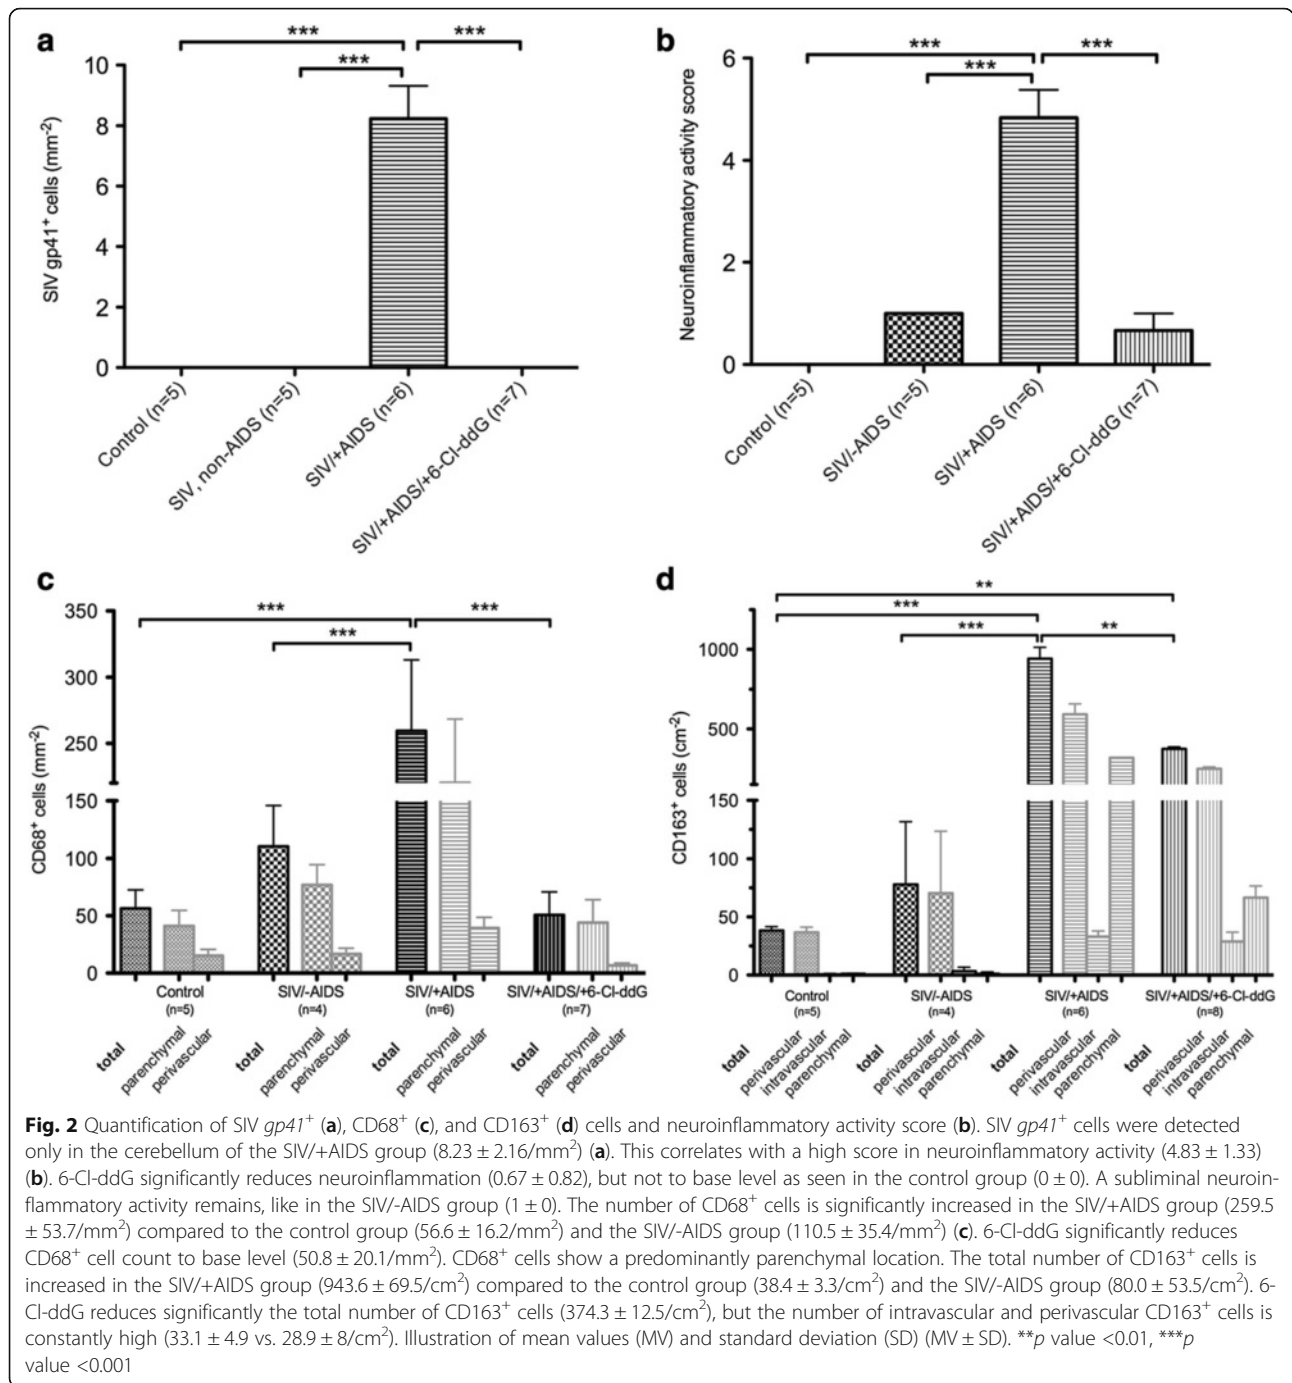 a
*** ***
***
SIV gp41⁺ cells (mm⁻²)
10
8
6
4
2
0
Control (n=5)
SIV, non-AIDS (n=5)
SIV/+AIDS (n=6)
SIV/+AIDS/+6-Cl-ddG (n=7)
b
*** ***
***
Neuroinflammatory activity score
6
4
2
0
Control (n=5)
SIV/-AIDS (n=5)
SIV/+AIDS (n=6)
SIV/+AIDS/+6-Cl-ddG (n=7)
c
*** ***
***
CD68⁺ cells (mm⁻²)
350
300
250
150
100
50
0
Control SIV/-AIDS SIV/+AIDS SIV/+AIDS/+6-Cl-ddG
(n=5) (n=4) (n=6) (n=7)
total parenchymal perivascular total parenchymal perivascular total parenchymal perivascular total parenchymal perivascular
d
**
***
*** **
CD163⁺ cells (cm⁻²)
1000
500
150
100
50
0
Control SIV/-AIDS SIV/+AIDS SIV/+AIDS/+6-Cl-ddG
(n=5) (n=4) (n=6) (n=8)
total perivascular intravascular parenchymal total perivascular intravascular parenchymal total perivascular intravascular parenchymal total perivascular intravascular parenchymal
Fig. 2 Quantification of SIV gp41⁺ (a), CD68⁺ (c), and CD163⁺ (d) cells and neuroinflammatory activity score (b). SIV gp41⁺ cells were detected
only in the cerebellum of the SIV/+AIDS group (8.23 ± 2.16/mm²) (a). This correlates with a high score in neuroinflammatory activity (4.83 ± 1.33)
(b). 6-Cl-ddG significantly reduces neuroinflammation (0.67 ± 0.82), but not to base level as seen in the control group (0 ± 0). A subliminal neuroin-
flammatory activity remains, like in the SIV/-AIDS group (1 ± 0). The number of CD68⁺ cells is significantly increased in the SIV/+AIDS group (259.5
± 53.7/mm²) compared to the control group (56.6 ± 16.2/mm²) and the SIV/-AIDS group (110.5 ± 35.4/mm²) (c). 6-Cl-ddG significantly reduces
CD68⁺ cell count to base level (50.8 ± 20.1/mm²). CD68⁺ cells show a predominantly parenchymal location. The total number of CD163⁺ cells is
increased in the SIV/+AIDS group (943.6 ± 69.5/cm²) compared to the control group (38.4 ± 3.3/cm²) and the SIV/-AIDS group (80.0 ± 53.5/cm²). 6-
Cl-ddG reduces significantly the total number of CD163⁺ cells (374.3 ± 12.5/cm²), but the number of intravascular and perivascular CD163⁺ cells is
constantly high (33.1 ± 4.9 vs. 28.9 ± 8/cm²). Illustration of mean values (MV) and standard deviation (SD) (MV ± SD). **p value <0.01, ***p
value <0.001